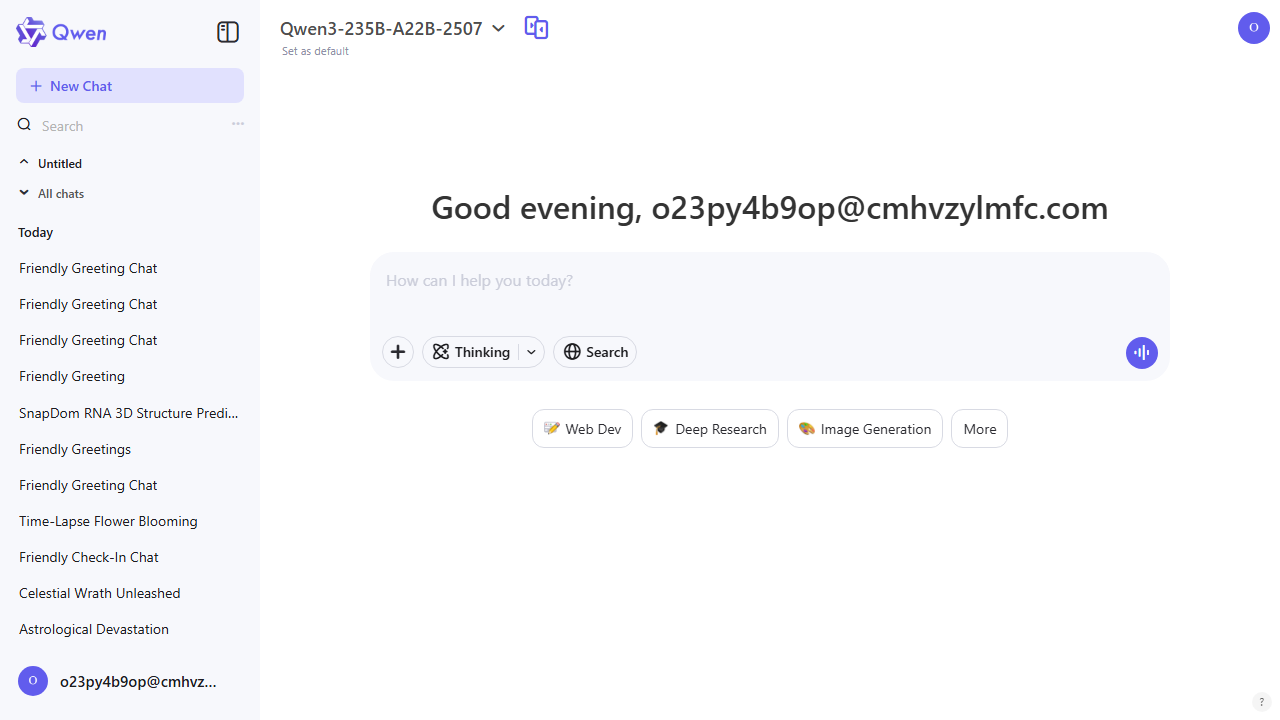 Qwen
New Chat
Search
Untitled
All chats
Today
Friendly Greeting Chat
Friendly Greeting Chat
Friendly Greeting Chat
Friendly Greeting
SnapDom RNA 3D Structure Predi...
Friendly Greetings
Friendly Greeting Chat
Time-Lapse Flower Blooming
Friendly Check-In Chat
Celestial Wrath Unleashed
Astrological Devastation
O
o23py4b9op@cmhvz...
Qwen3-235B-A22B-2507
Set as default
O
Good evening, o23py4b9op@cmhvzylmfc.com
How can I help you today?
Thinking
Search
Web Dev
Deep Research
Image Generation
More
?